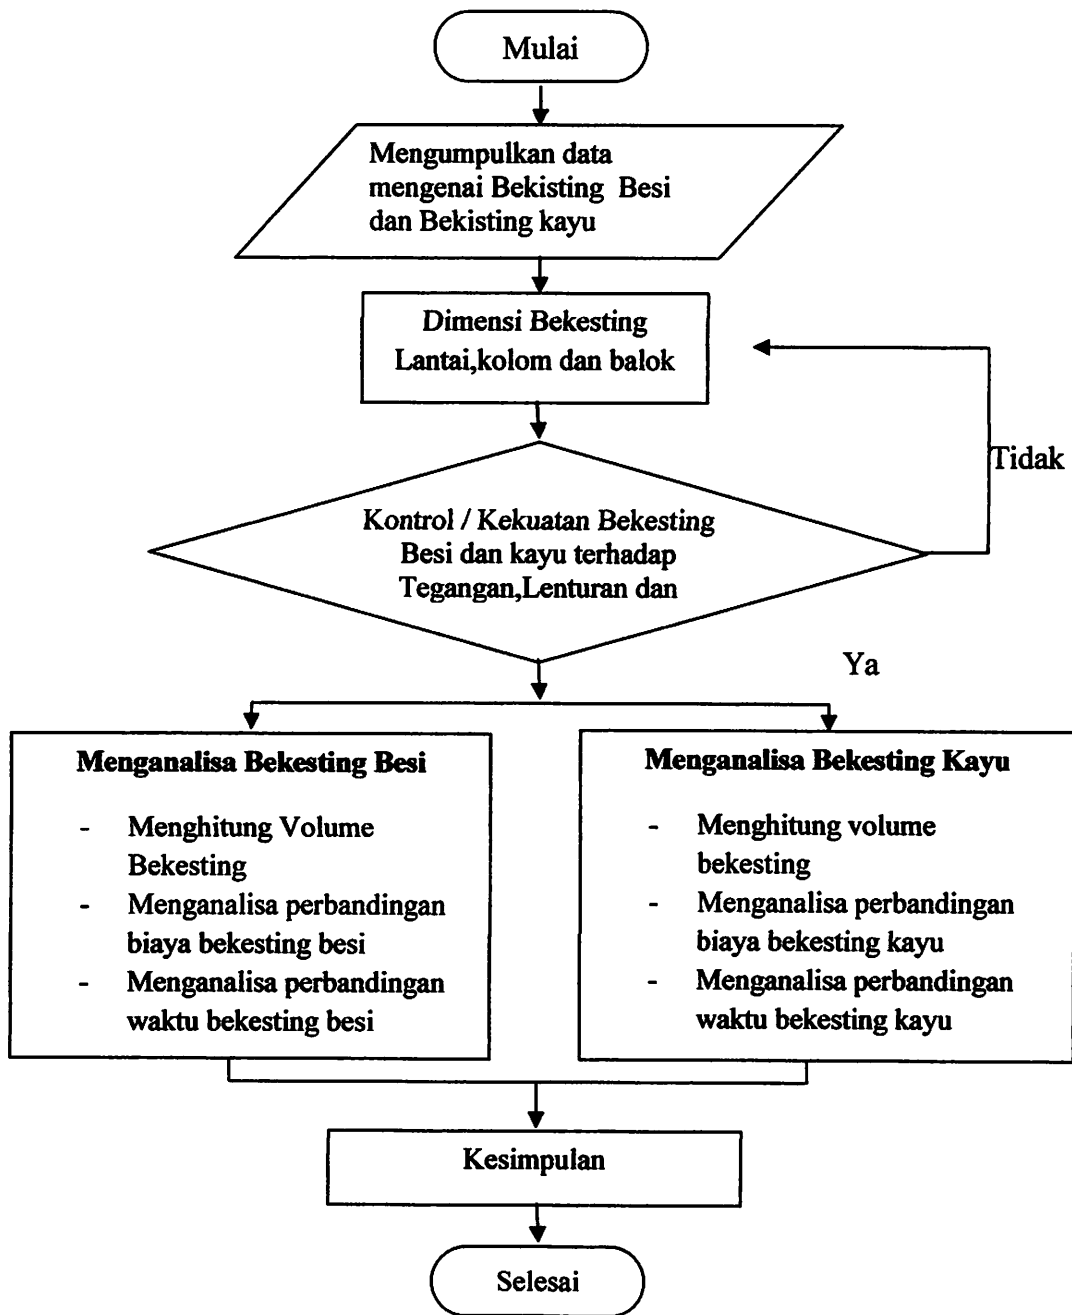 Mulai
Mengumpulkan data
mengenai Bekisting Besi
dan Bekisting kayu
Dimensi Bekesting
Lantai,kolom dan balok
Tidak
Kontrol / Kekuatan Bekesting
Besi dan kayu terhadap
Tegangan,Lenturan dan
Ya
Menganalisa Bekesting Besi
- Menghitung Volume
Bekesting
- Menganalisa perbandingan
biaya bekesting besi
- Menganalisa perbandingan
waktu bekesting besi
Menganalisa Bekesting Kayu
- Menghitung volume
bekesting
- Menganalisa perbandingan
biaya bekesting kayu
- Menganalisa perbandingan
waktu bekesting kayu
Kesimpulan
Selesai